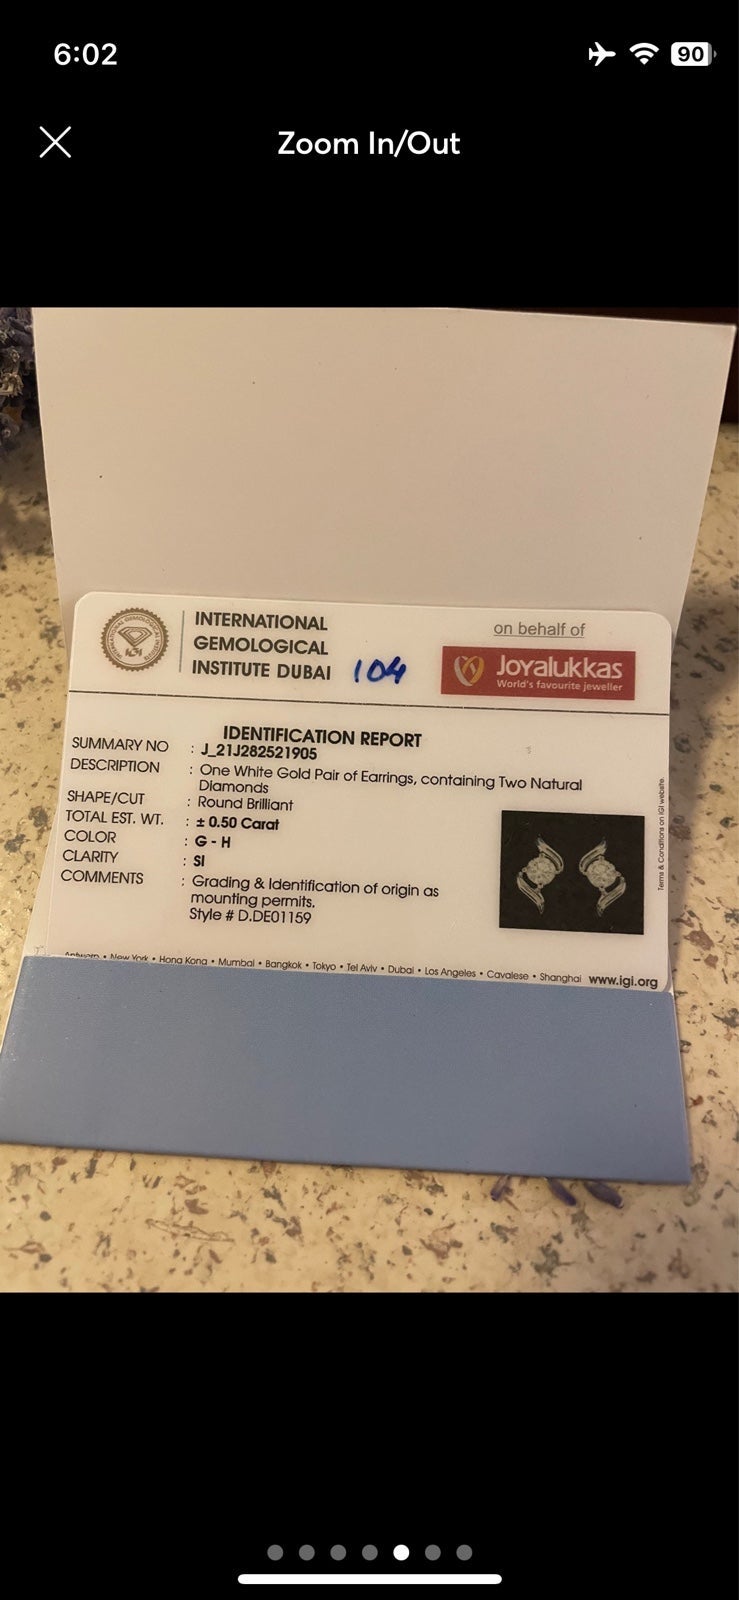 6:02
90
Zoom In/Out
INTERNATIONAL
GEMOLOGICAL
INSTITUTE DUBAI 104
on behalf of
Joyalukkas
World's favourite jeweller
IDENTIFICATION REPORT
SUMMARY NO : J_21J282521905
DESCRIPTION : One White Gold Pair of Earrings, containing Two Natural
Diamonds
SHAPE/CUT : Round Brilliant
TOTAL EST. WT. : ± 0.50 Carat
COLOR : G - H
CLARITY : SI
COMMENTS : Grading & Identification of origin as
mounting permits.
Style # D.DE01159
Terms & Conditions on IGI website.
Antwerp • New York • Hong Kong • Mumbai • Bangkok • Tokyo • Tel Aviv • Dubai • Los Angeles • Cavalese • Shanghai www.igi.org